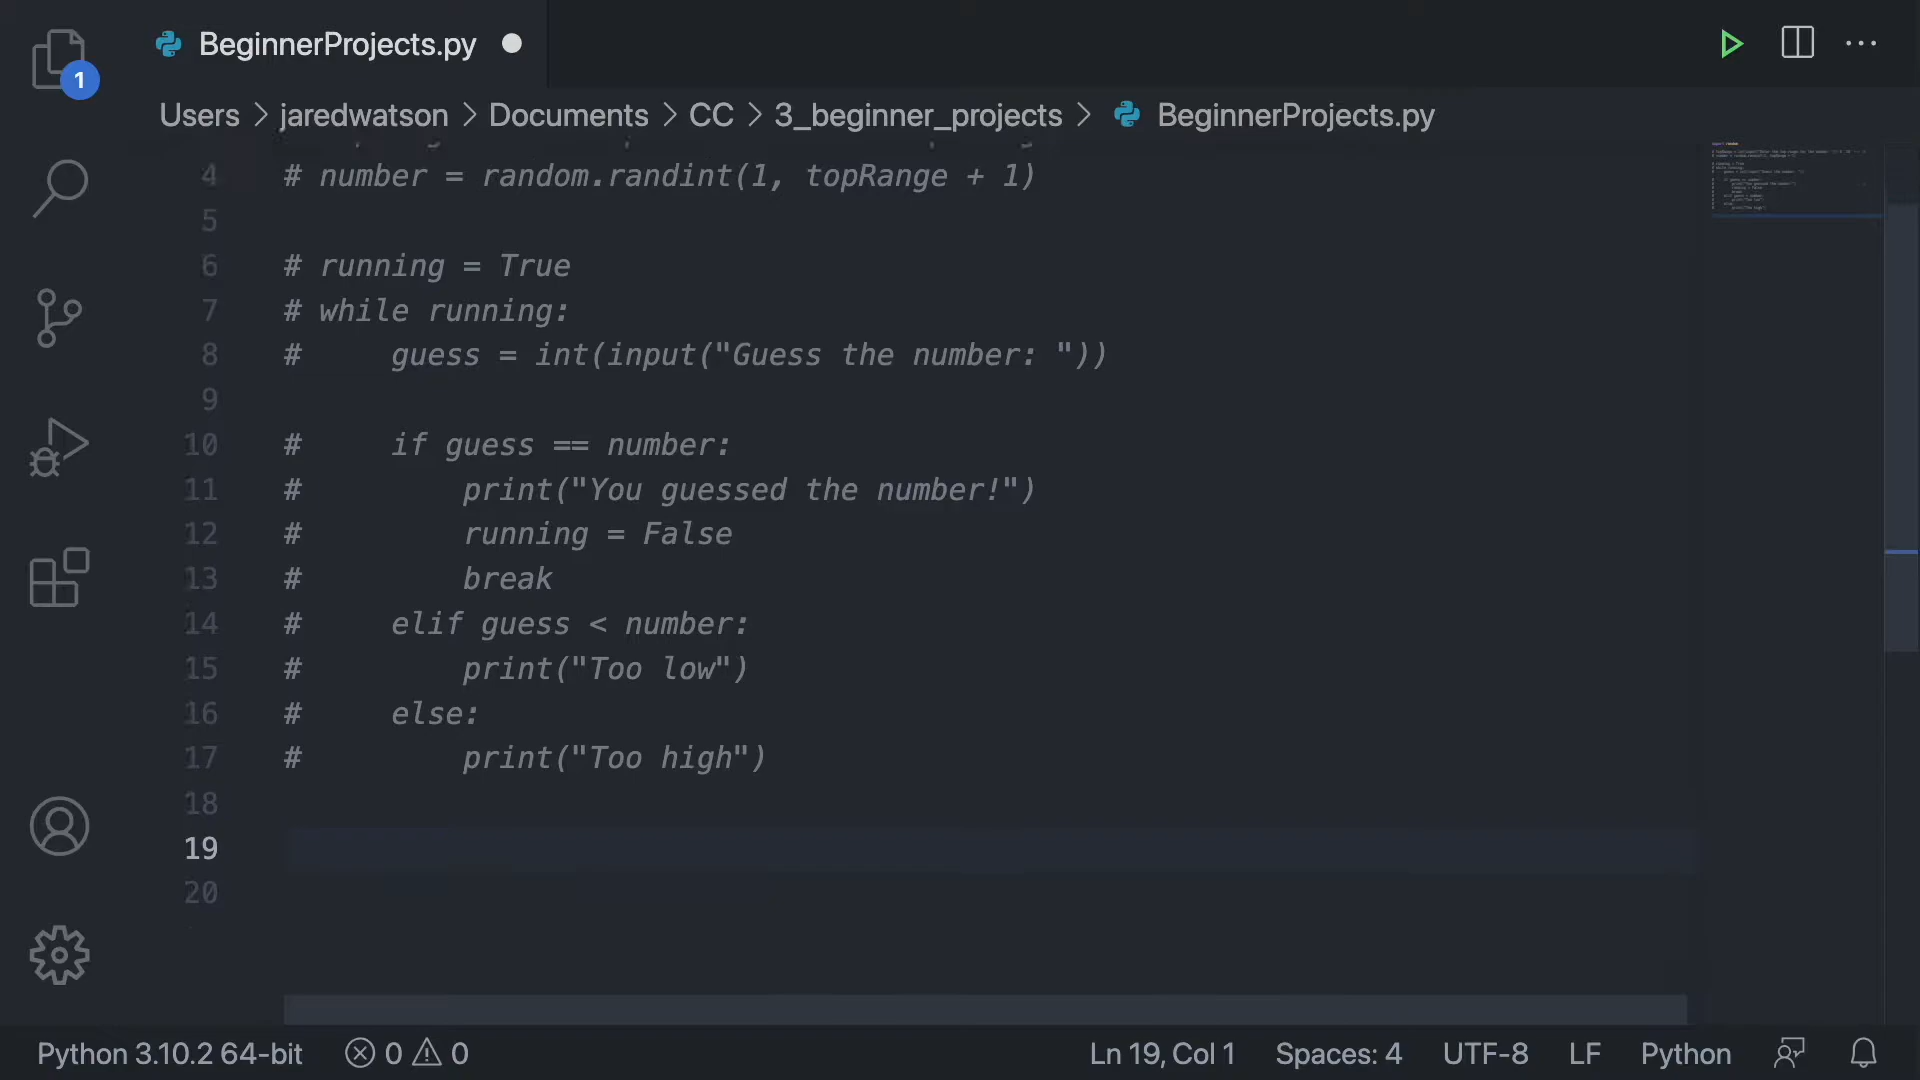 BeginnerProjects.py
1
Users > jaredwatson > Documents > CC > 3_beginner_projects > BeginnerProjects.py
4 # number = random.randint(1, topRange + 1)
5
6 # running = True
7 # while running:
8 #     guess = int(input("Guess the number: "))
9
10 #     if guess == number:
11 #         print("You guessed the number!")
12 #         running = False
13 #         break
14 #     elif guess < number:
15 #         print("Too low")
16 #     else:
17 #         print("Too high")
18
19
20
Python 3.10.2 64-bit 0 0 Ln 19, Col 1 Spaces: 4 UTF-8 LF Python